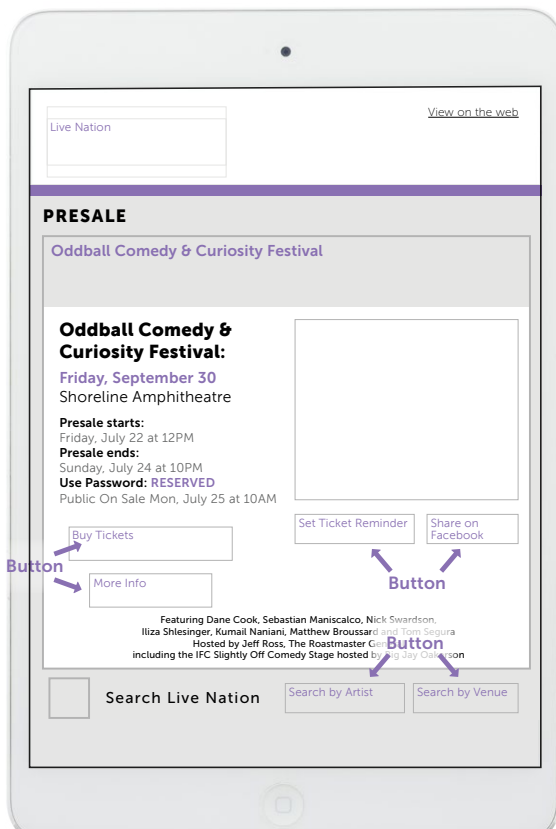 View on the web
Live Nation
PRESALE
Oddball Comedy & Curiosity Festival
Oddball Comedy &
Curiosity Festival:
Friday, September 30
Shoreline Amphitheatre
Presale starts:
Friday, July 22 at 12PM
Presale ends:
Sunday, July 24 at 10PM
Use Password: RESERVED
Public On Sale Mon, July 25 at 10AM
Buy Tickets
Button
More Info
Set Ticket Reminder
Share on
Facebook
Button
Featuring Dane Cook, Sebastian Maniscalco, Nick Swardson,
Iliza Shlesinger, Kumail Naniani, Matthew Broussard and Tom Segura
Hosted by Jeff Ross, The Roastmaster
Button
including the IFC Slightly Off Comedy Stage hosted by Big Jay Oakerson
Search Live Nation
Search by Artist
Search by Venue